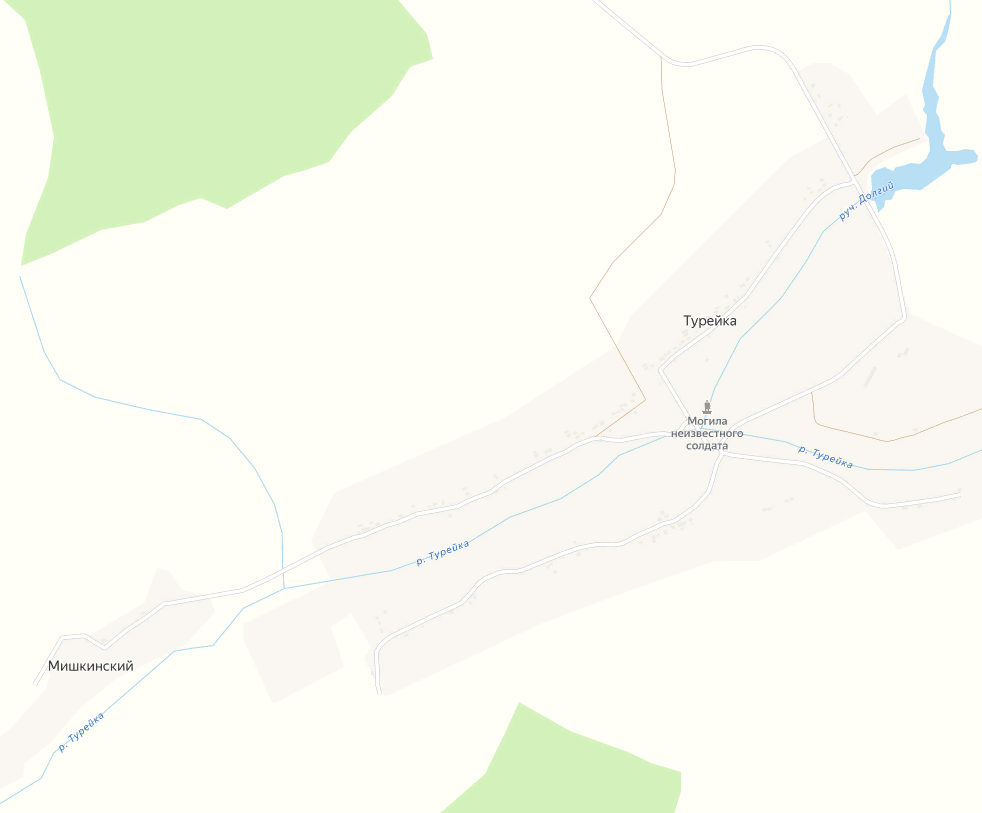 руч. Долгий
Турейка
Могила
неизвестного
солдата
р. Турейка
р. Турейка
Мишкинский
р. Турейка